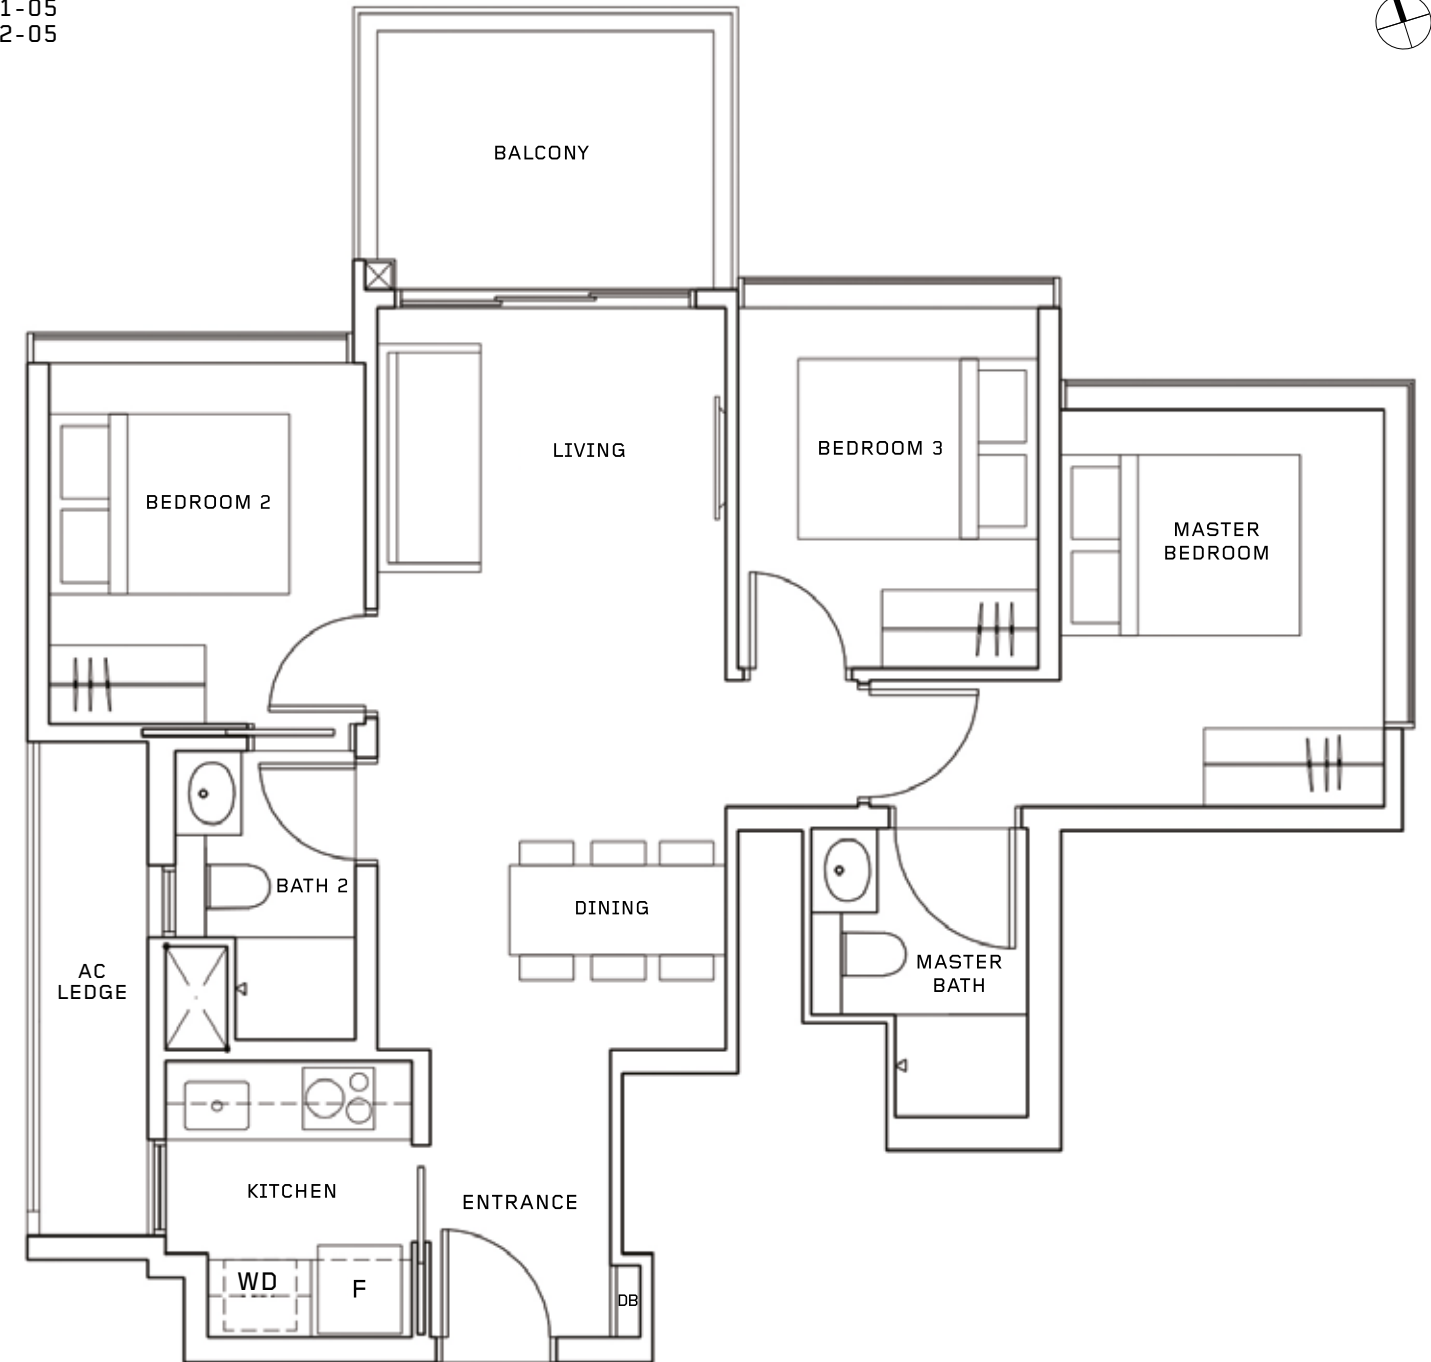 1-05
2-05
BALCONY
LIVING
BEDROOM 3
BEDROOM 2
MASTER
BEDROOM
BATH 2
DINING
MASTER
BATH
AC
LEDGE
KITCHEN
ENTRANCE
WD
F
DB